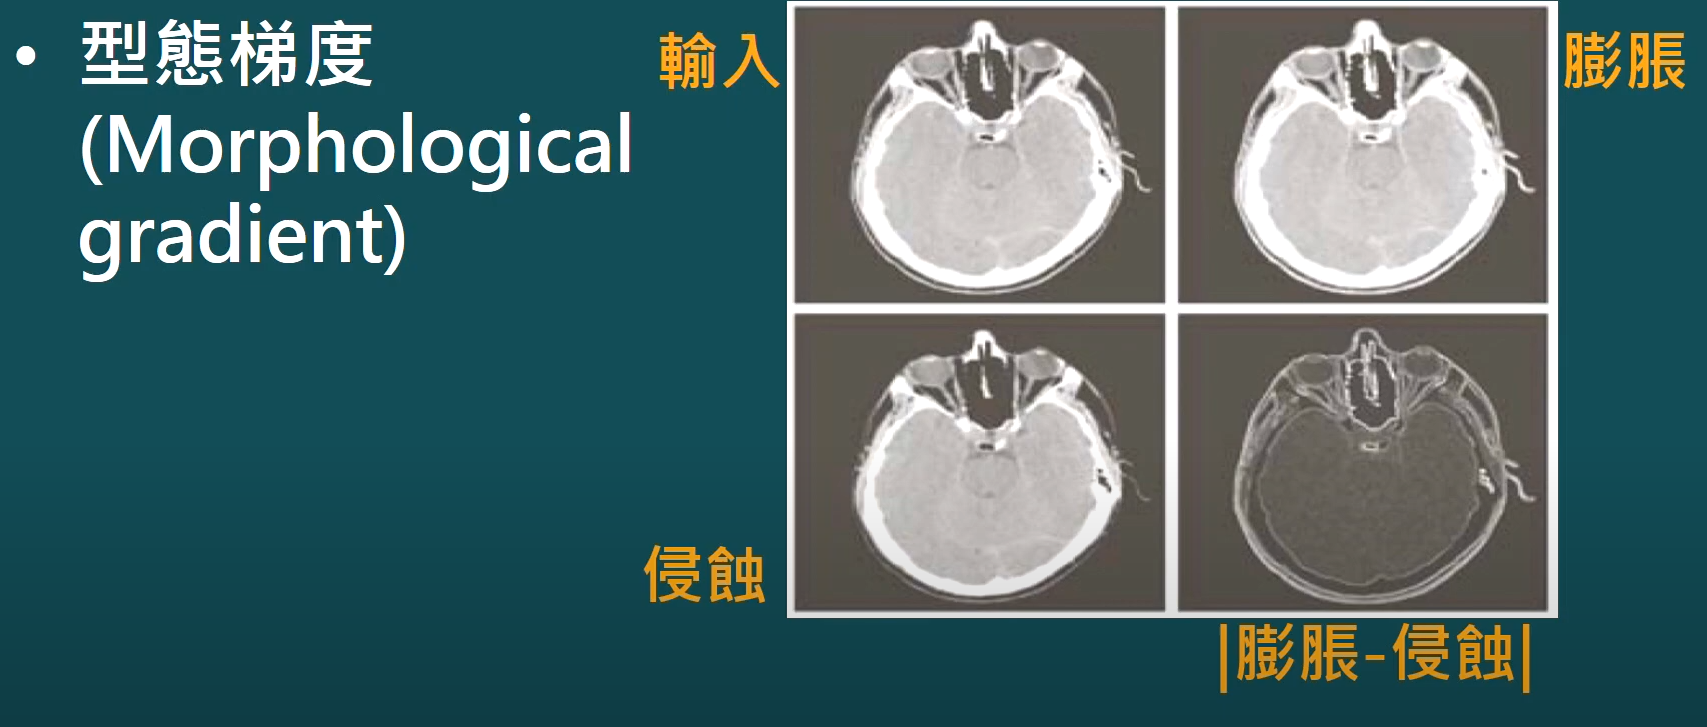 • 型態梯度
(Morphological
gradient)
輸入
膨脹
侵蝕
|膨脹-侵蝕|